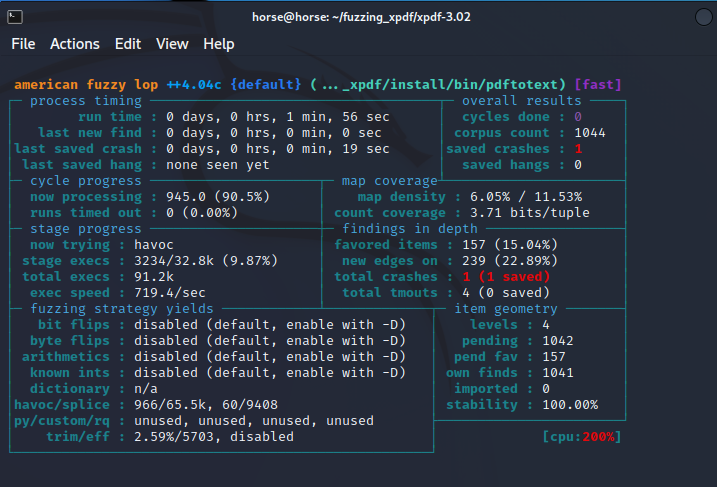 horse@horse: ~/fuzzing_xpdf/xpdf-3.02
File Actions Edit View Help
american fuzzy lop ++4.04c {default} (..._xpdf/install/bin/pdftotext) [fast]
process timing overall results
run time : 0 days, 0 hrs, 1 min, 56 sec cycles done : 0
last new find : 0 days, 0 hrs, 0 min, 0 sec corpus count : 1044
last saved crash : 0 days, 0 hrs, 0 min, 19 sec saved crashes : 1
last saved hang : none seen yet saved hangs : 0
cycle progress map coverage
now processing : 945.0 (90.5%) map density : 6.05% / 11.53%
runs timed out : 0 (0.00%) count coverage : 3.71 bits/tuple
stage progress findings in depth
now trying : havoc favored items : 157 (15.04%)
stage execs : 3234/32.8k (9.87%) new edges on : 239 (22.89%)
total execs : 91.2k total crashes : 1 (1 saved)
exec speed : 719.4/sec total tmouts : 4 (0 saved)
fuzzing strategy yields item geometry
bit flips : disabled (default, enable with -D) levels : 4
byte flips : disabled (default, enable with -D) pending : 1042
arithmetics : disabled (default, enable with -D) pend fav : 157
known ints : disabled (default, enable with -D) own finds : 1041
dictionary : n/a imported : 0
havoc/splice : 966/65.5k, 60/9408 stability : 100.00%
py/custom/rq : unused, unused, unused, unused
trim/eff : 2.59%/5703, disabled [cpu:200%]